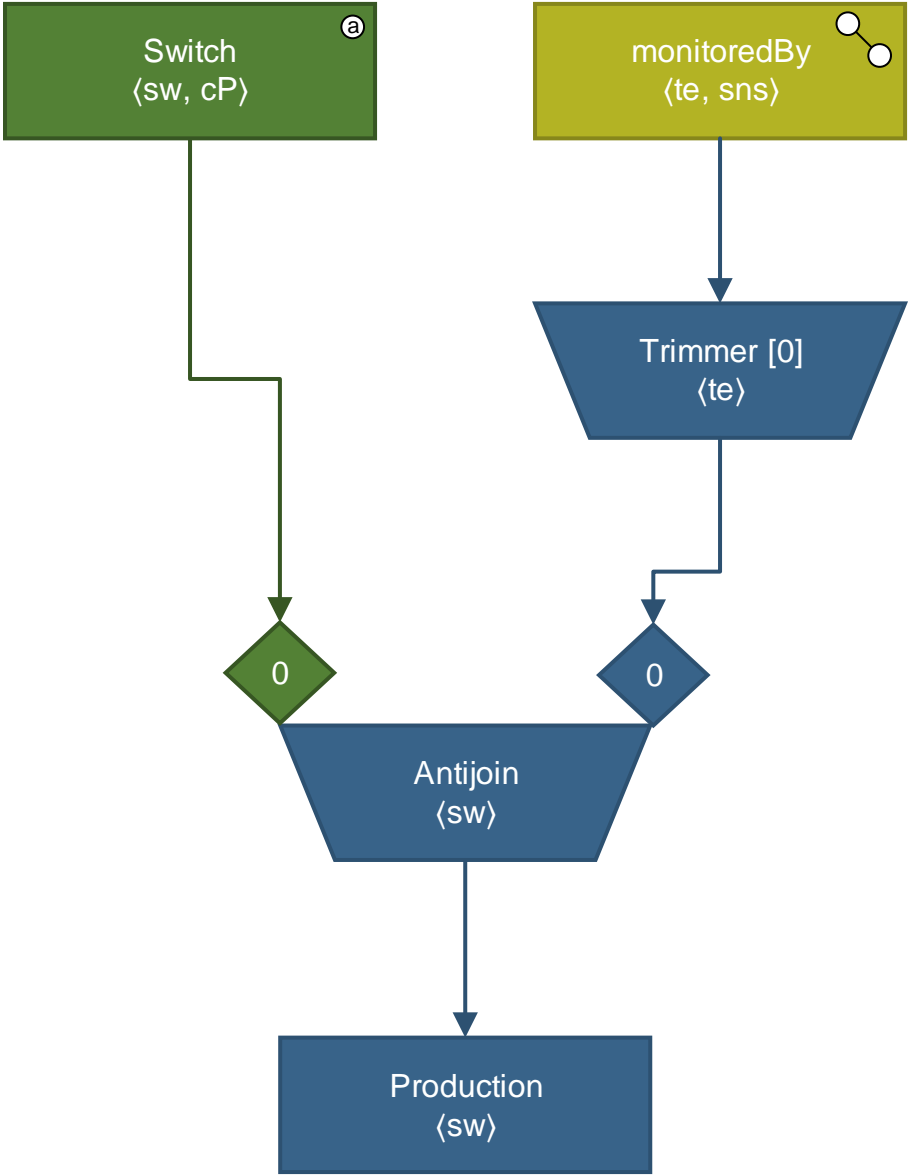 Switch
⟨sw, cP⟩
a
monitoredBy
⟨te, sns⟩
Trimmer [0]
⟨te⟩
0
0
Antijoin
⟨sw⟩
Production
⟨sw⟩